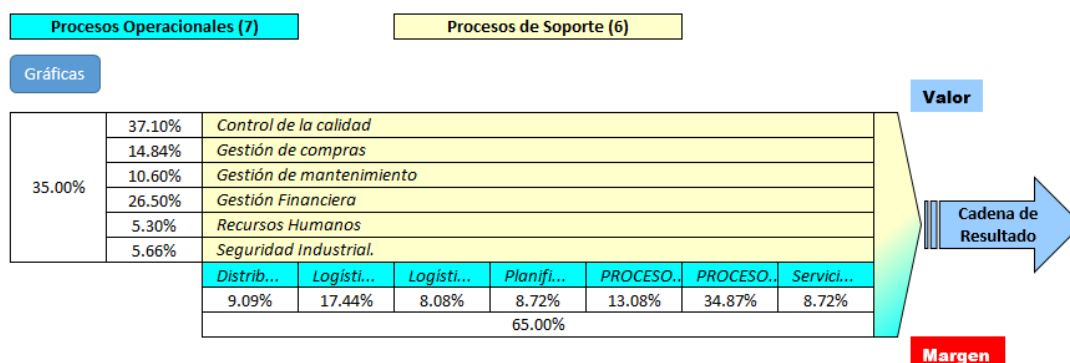 Procesos Operacionales (7)
Procesos de Soporte (6)
Gráficas
Valor
35.00%
37.10% Control de la calidad
14.84% Gestión de compras
10.60% Gestión de mantenimiento
26.50% Gestión Financiera
5.30% Recursos Humanos
5.66% Seguridad Industrial.
Cadena de
Resultado
Distrib... Logísti... Logísti... Planifi... PROCESO.. PROCESO.. Servici...
9.09% 17.44% 8.08% 8.72% 13.08% 34.87% 8.72%
65.00%
Margen